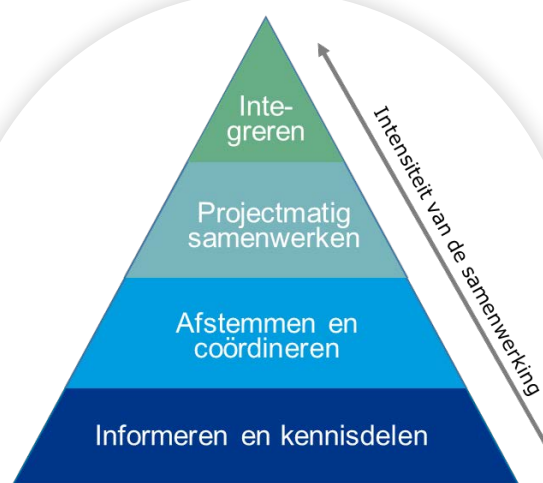 Inte-
greren
Projectmatig
samenwerken
Afstemmen en
coördineren
Informeren en kennisdelen
Intensiteit van de samenwerking